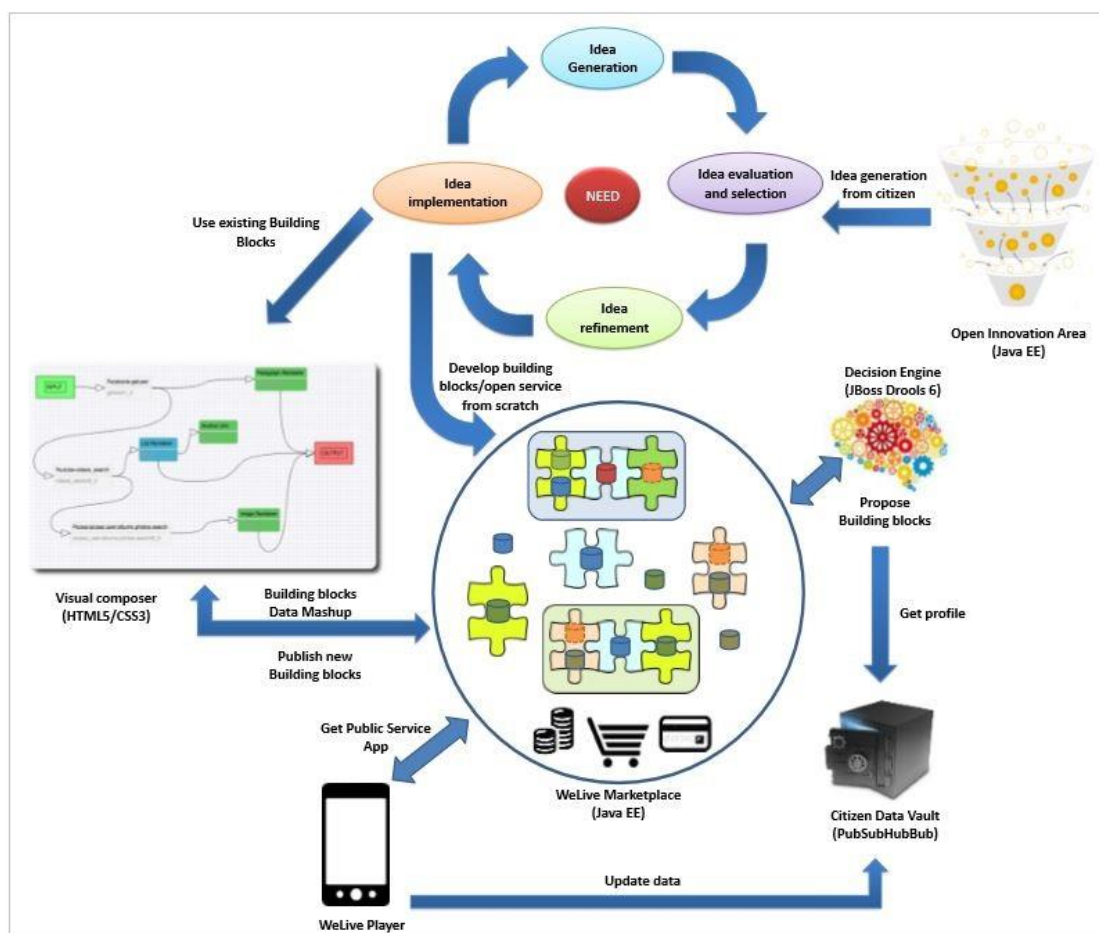 Idea
Generation
Idea
implementation
NEED
Idea evaluation
and selection
Idea generation
from citizen
Use existing Building
Blocks
Idea
refinement
Open Innovation Area
(Java EE)
Develop building
blocks/open service
from scratch
Decision Engine
(JBoss Drools 6)
INPUT
OUTPUT
Propose
Building blocks
Visual composer
(HTML5/CSS3)
Building blocks
Data Mashup
Get profile
Publish new
Building blocks
Get Public Service
App
WeLive Marketplace
(Java EE)
Citizen Data Vault
(PubSubHubBub)
Update data
WeLive Player